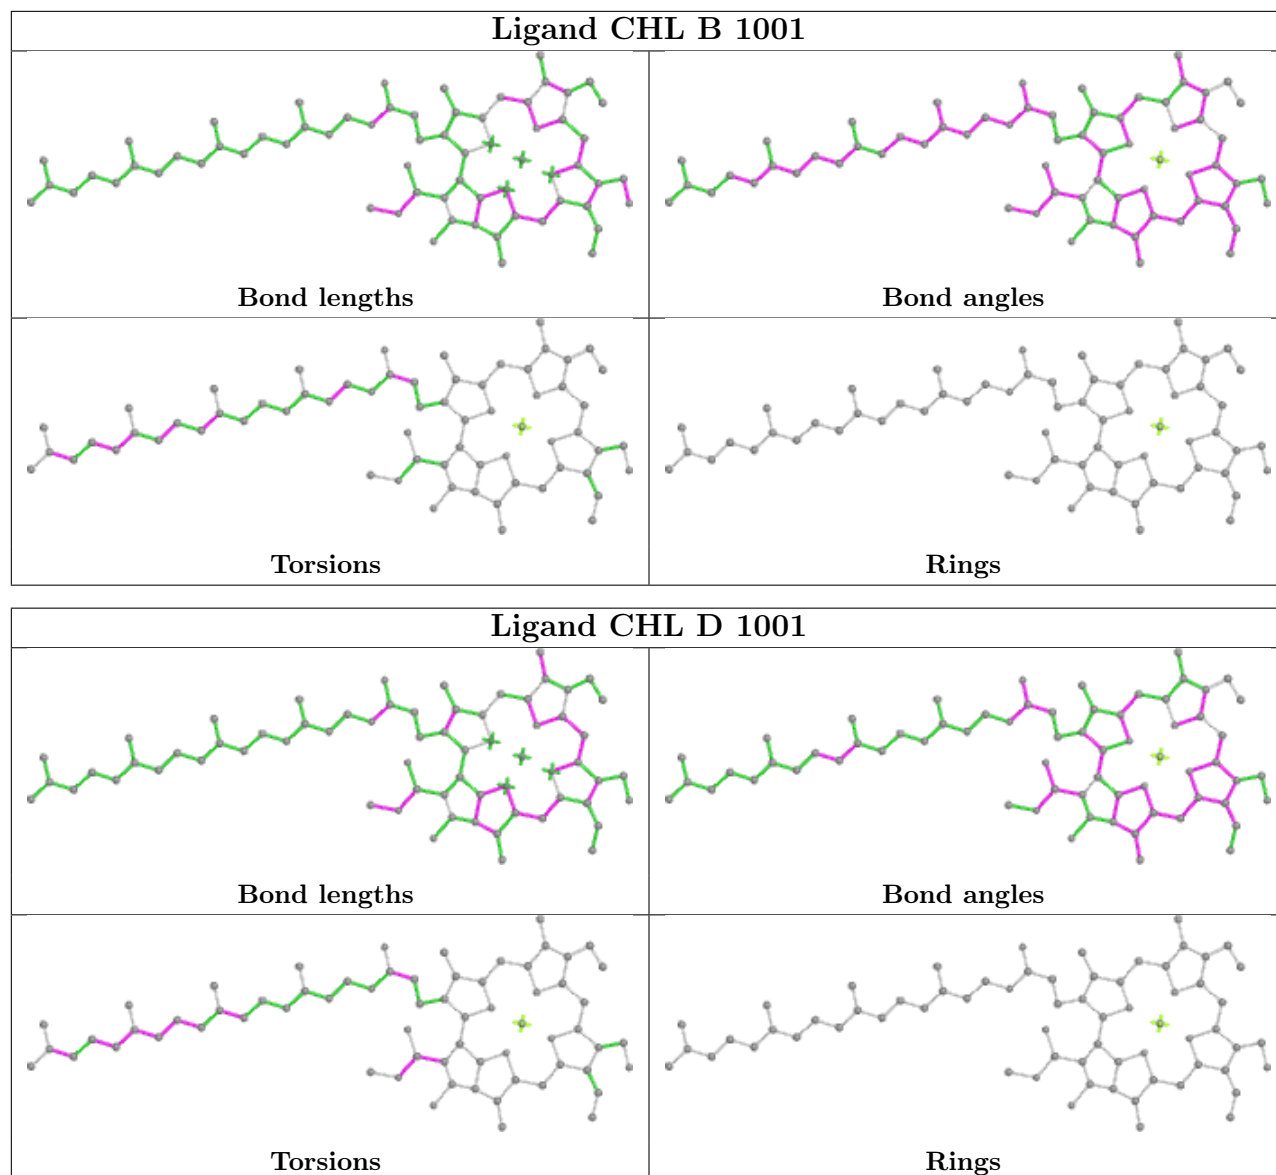 Ligand CHL B 1001
Bond lengths
Bond angles
Torsions
Rings
Ligand CHL D 1001
Bond lengths
Bond angles
Torsions
Rings